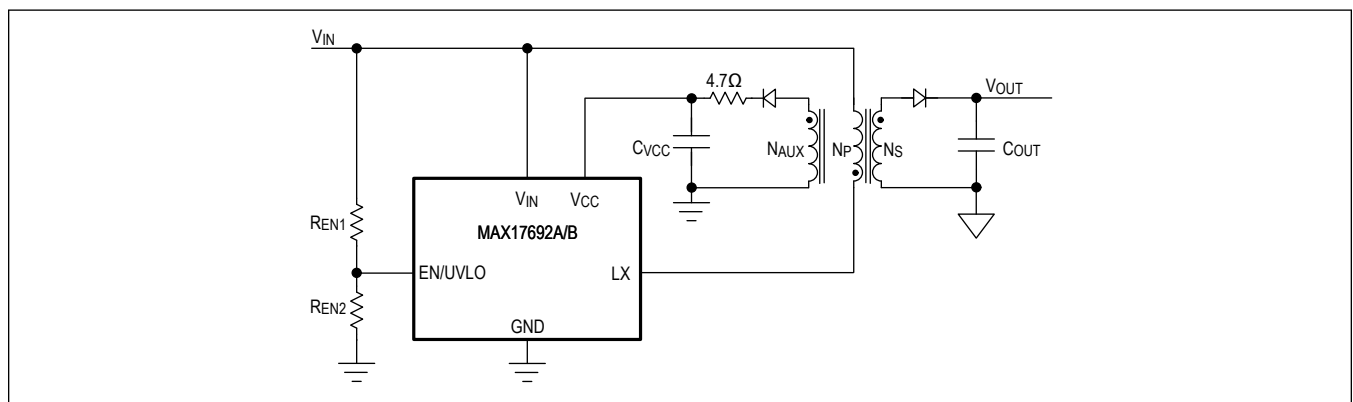 VIN
4.7Ω
VOUT
CVCC
NAUX
NP
NS
COUT
VIN
VCC
REN1
MAX17692A/B
EN/UVLO
LX
REN2
GND